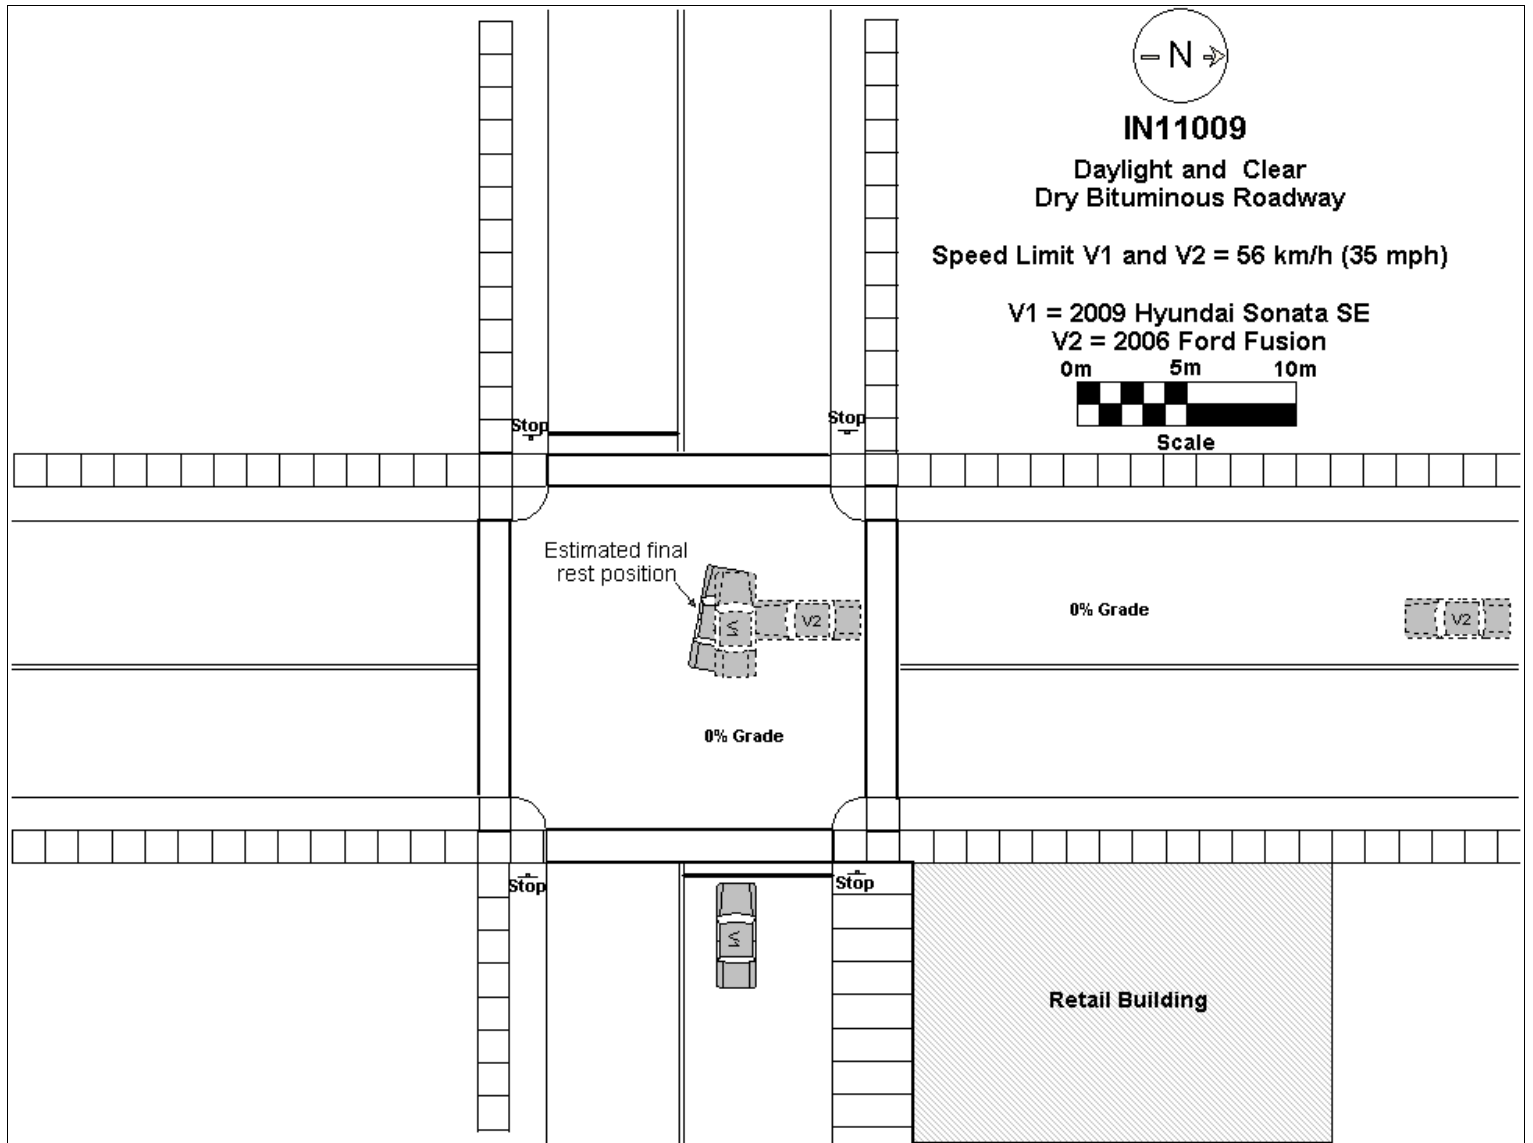 N
IN11009
Daylight and Clear
Dry Bituminous Roadway
Speed Limit V1 and V2 = 56 km/h (35 mph)
V1 = 2009 Hyundai Sonata SE
V2 = 2006 Ford Fusion
0m 5m 10m
Scale
Stop
Stop
Estimated final
rest position
V1
V2
0% Grade
V2
0% Grade
Stop
Stop
V1
Retail Building